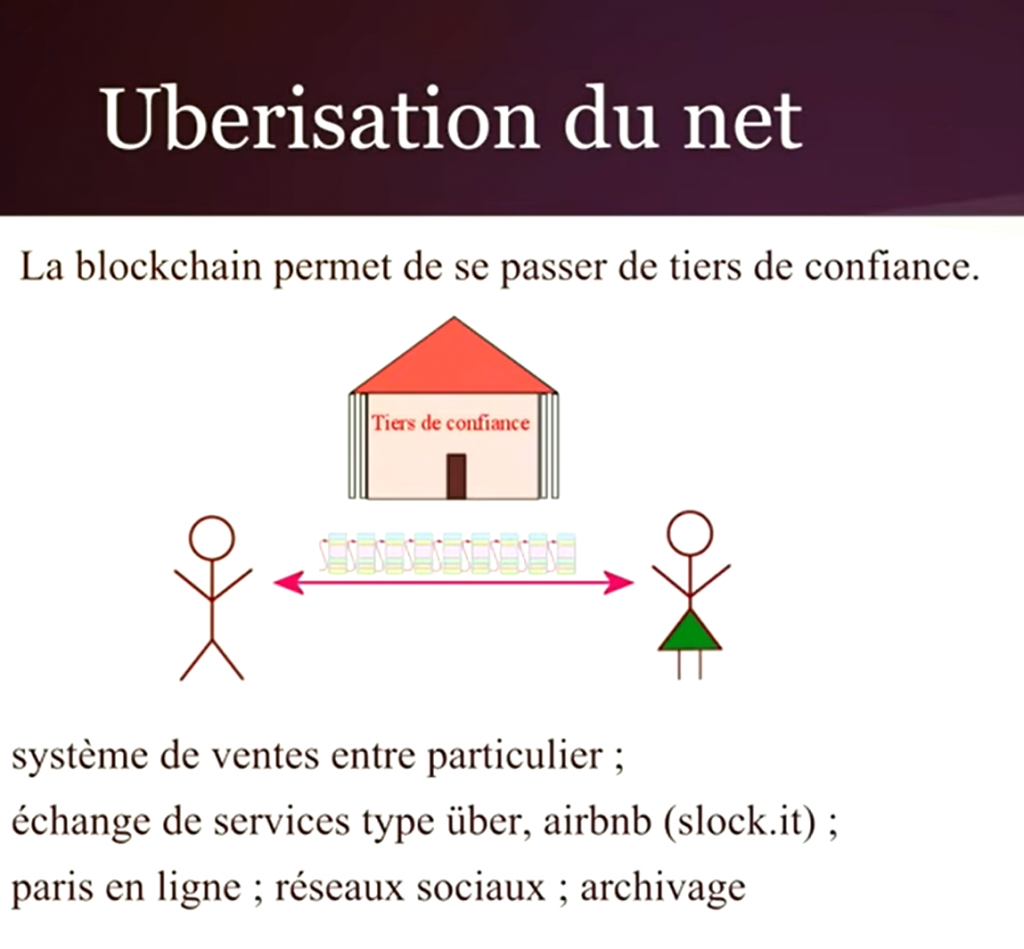 Uberisation du net
La blockchain permet de se passer de tiers de confiance.
Tiers de confiance
système de ventes entre particulier ;
échange de services type über, airbnb (slock.it) ;
paris en ligne ; réseaux sociaux ; archivage